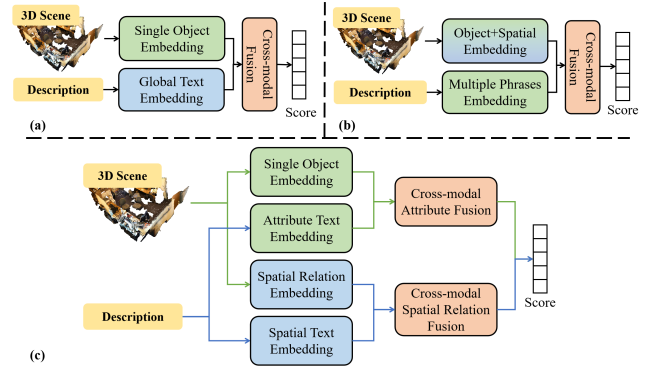 3D Scene
Single Object
Embedding
Description
Global Text
Embedding
Cross-modal
Fusion
Score
(a)
3D Scene
Object+Spatial
Embedding
Description
Multiple Phrases
Embedding
Cross-modal
Fusion
Score
(b)
3D Scene
Single Object
Embedding
Attribute Text
Embedding
Cross-modal
Attribute Fusion
Description
Spatial Relation
Embedding
Spatial Text
Embedding
Cross-modal
Spatial Relation
Fusion
Score
(c)